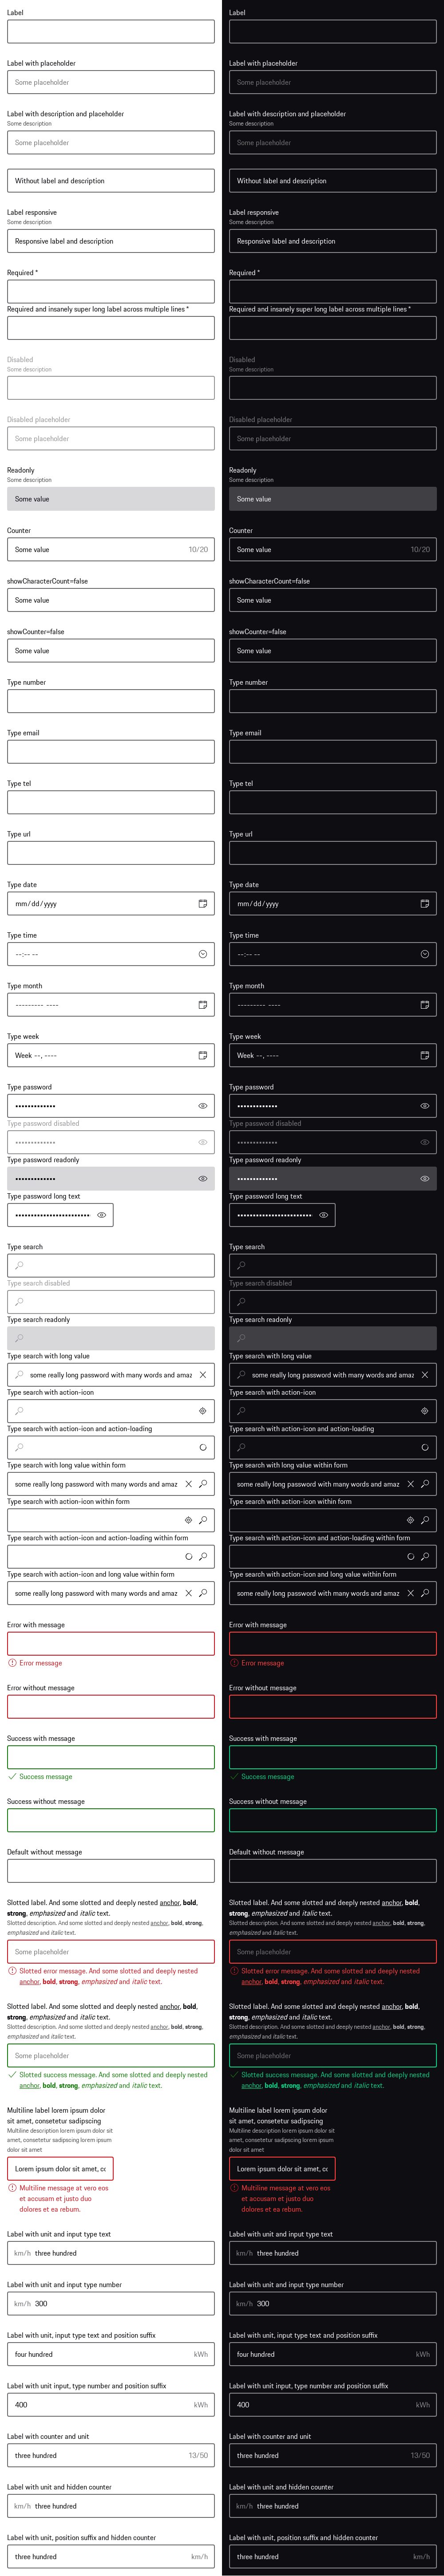 Label
Label with placeholder
Some placeholder
Label with description and placeholder
Some description
Some placeholder
Without label and description
Label responsive
Some description
Responsive label and description
Required *
Required and insanely super long label across multiple lines *
Disabled
Some description
Disabled placeholder
Some placeholder
Readonly
Some description
Some value
Counter
Some value 10/20
showCharacterCount=false
Some value
showCounter=false
Some value
Type number
Type email
Type tel
Type url
Type date
mm/dd/yyyy
Type time
--:-- --
Type month
--------- ----
Type week
Week --, ----
Type password
•••••••••••••
Type password disabled
•••••••••••••
Type password readonly
•••••••••••••
Type password long text
••••••••••••••••••••••••
Type search
Type search disabled
Type search readonly
Type search with long value
some really long password with many words and amaz
Type search with action-icon
Type search with action-icon and action-loading
Type search with long value within form
some really long password with many words and amaz
Type search with action-icon within form
Type search with action-icon and action-loading within form
Type search with action-icon and long value within form
some really long password with many words and amaz
Error with message
Error message
Error without message
Success with message
Success message
Success without message
Default without message
Slotted label. And some slotted and deeply nested anchor, bold,
strong, emphasized and italic text.
Slotted description. And some slotted and deeply nested anchor, bold, strong,
emphasized and italic text.
Some placeholder
Slotted error message. And some slotted and deeply nested
anchor, bold, strong, emphasized and italic text.
Slotted label. And some slotted and deeply nested anchor, bold,
strong, emphasized and italic text.
Slotted description. And some slotted and deeply nested anchor, bold, strong,
emphasized and italic text.
Some placeholder
Slotted success message. And some slotted and deeply nested
anchor, bold, strong, emphasized and italic text.
Multiline label lorem ipsum dolor
sit amet, consetetur sadipscing
Multiline description lorem ipsum dolor sit
amet, consetetur sadipscing lorem ipsum
dolor sit amet
Lorem ipsum dolor sit amet, cc
Multiline message at vero eos
et accusam et justo duo
dolores et ea rebum.
Label with unit and input type text
km/h three hundred
Label with unit and input type number
km/h 300
Label with unit, input type text and position suffix
four hundred kWh
Label with unit input, type number and position suffix
400 kWh
Label with counter and unit
three hundred 13/50
Label with unit and hidden counter
km/h three hundred
Label with unit, position suffix and hidden counter
three hundred km/h
Label
Label with placeholder
Some placeholder
Label with description and placeholder
Some description
Some placeholder
Without label and description
Label responsive
Some description
Responsive label and description
Required *
Required and insanely super long label across multiple lines *
Disabled
Some description
Disabled placeholder
Some placeholder
Readonly
Some description
Some value
Counter
Some value 10/20
showCharacterCount=false
Some value
showCounter=false
Some value
Type number
Type email
Type tel
Type url
Type date
mm/dd/yyyy
Type time
--:-- --
Type month
--------- ----
Type week
Week --, ----
Type password
•••••••••••••
Type password disabled
•••••••••••••
Type password readonly
•••••••••••••
Type password long text
••••••••••••••••••••••••
Type search
Type search disabled
Type search readonly
Type search with long value
some really long password with many words and amaz
Type search with action-icon
Type search with action-icon and action-loading
Type search with long value within form
some really long password with many words and amaz
Type search with action-icon within form
Type search with action-icon and action-loading within form
Type search with action-icon and long value within form
some really long password with many words and amaz
Error with message
Error message
Error without message
Success with message
Success message
Success without message
Default without message
Slotted label. And some slotted and deeply nested anchor, bold,
strong, emphasized and italic text.
Slotted description. And some slotted and deeply nested anchor, bold, strong,
emphasized and italic text.
Some placeholder
Slotted error message. And some slotted and deeply nested
anchor, bold, strong, emphasized and italic text.
Slotted label. And some slotted and deeply nested anchor, bold,
strong, emphasized and italic text.
Slotted description. And some slotted and deeply nested anchor, bold, strong,
emphasized and italic text.
Some placeholder
Slotted success message. And some slotted and deeply nested
anchor, bold, strong, emphasized and italic text.
Multiline label lorem ipsum dolor
sit amet, consetetur sadipscing
Multiline description lorem ipsum dolor sit
amet, consetetur sadipscing lorem ipsum
dolor sit amet
Lorem ipsum dolor sit amet, cc
Multiline message at vero eos
et accusam et justo duo
dolores et ea rebum.
Label with unit and input type text
km/h three hundred
Label with unit and input type number
km/h 300
Label with unit, input type text and position suffix
four hundred kWh
Label with unit input, type number and position suffix
400 kWh
Label with counter and unit
three hundred 13/50
Label with unit and hidden counter
km/h three hundred
Label with unit, position suffix and hidden counter
three hundred km/h